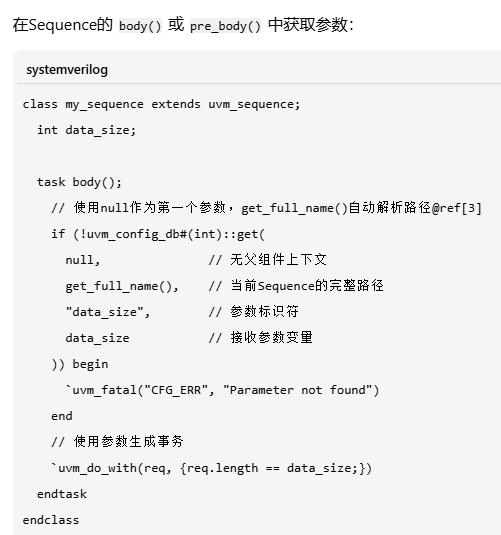 在Sequence的 body() 或 pre_body() 中获取参数：
systemverilog
class my_sequence extends uvm_sequence;
  int data_size;

  task body();
    // 使用null作为第一个参数，get_full_name()自动解析路径@ref[3]
    if (!uvm_config_db#(int)::get(
      null,               // 无父组件上下文
      get_full_name(),    // 当前Sequence的完整路径
      "data_size",        // 参数标识符
      data_size           // 接收参数变量
    )) begin
      `uvm_fatal("CFG_ERR", "Parameter not found")
    end
    // 使用参数生成事务
    `uvm_do_with(req, {req.length == data_size;})
  endtask
endclass